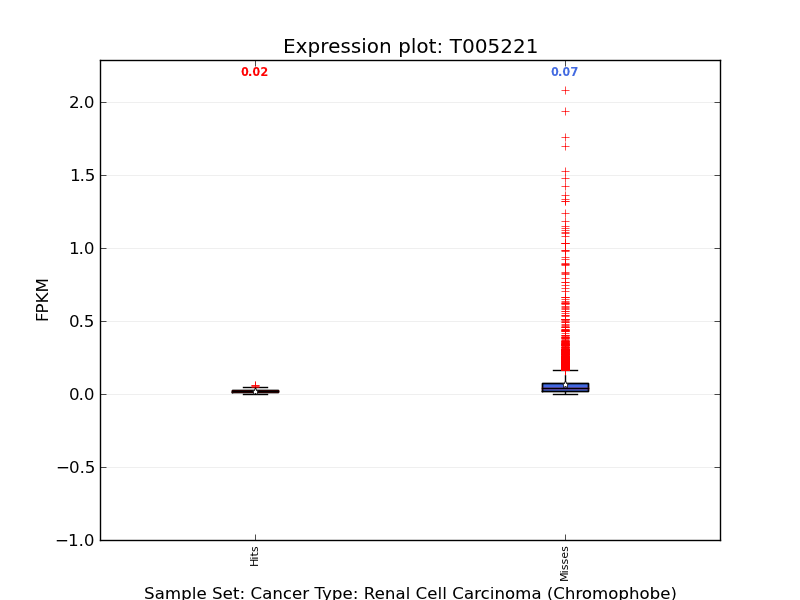 Expression plot: T005221
0.02
0.07
2.0
1.5
1.0
0.5
0.0
−0.5
−1.0
FPKM
Hits
Misses
Sample Set: Cancer Type: Renal Cell Carcinoma (Chromophobe)